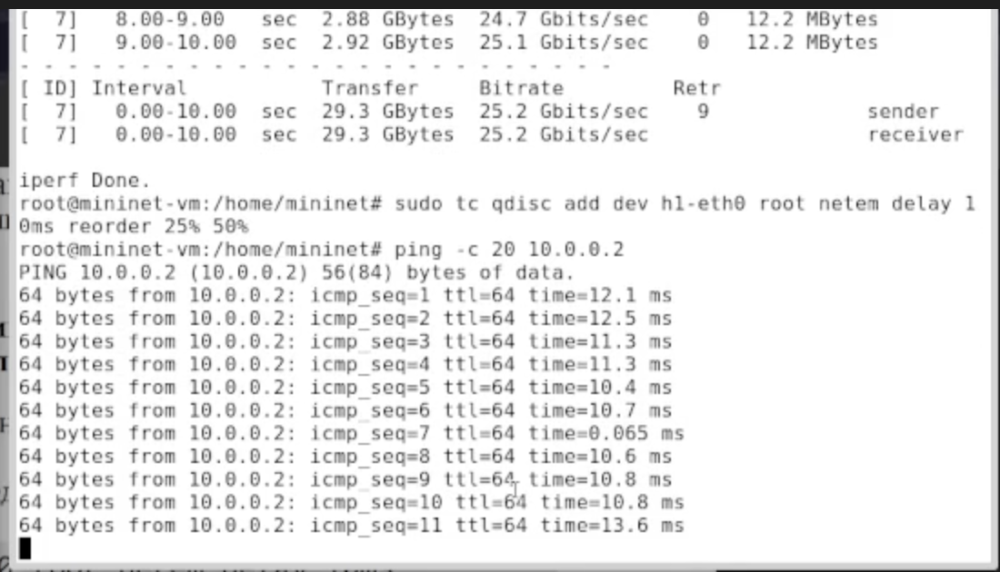 [  7]   8.00-9.00   sec  2.88 GBytes  24.7 Gbits/sec    0   12.2 MBytes
[  7]   9.00-10.00  sec  2.92 GBytes  25.1 Gbits/sec    0   12.2 MBytes
- - - - - - - - - - - - - - - - - - - - - - - - -
[ ID] Interval           Transfer     Bitrate         Retr
[  7]   0.00-10.00  sec  29.3 GBytes  25.2 Gbits/sec    9             sender
[  7]   0.00-10.00  sec  29.3 GBytes  25.2 Gbits/sec                  receiver
iperf Done.
root@mininet-vm:/home/mininet# sudo tc qdisc add dev h1-eth0 root netem delay 1
0ms reorder 25% 50%
root@mininet-vm:/home/mininet# ping -c 20 10.0.0.2
PING 10.0.0.2 (10.0.0.2) 56(84) bytes of data.
64 bytes from 10.0.0.2: icmp_seq=1 ttl=64 time=12.1 ms
64 bytes from 10.0.0.2: icmp_seq=2 ttl=64 time=12.5 ms
64 bytes from 10.0.0.2: icmp_seq=3 ttl=64 time=11.3 ms
64 bytes from 10.0.0.2: icmp_seq=4 ttl=64 time=11.3 ms
64 bytes from 10.0.0.2: icmp_seq=5 ttl=64 time=10.4 ms
64 bytes from 10.0.0.2: icmp_seq=6 ttl=64 time=10.7 ms
64 bytes from 10.0.0.2: icmp_seq=7 ttl=64 time=0.065 ms
64 bytes from 10.0.0.2: icmp_seq=8 ttl=64 time=10.6 ms
64 bytes from 10.0.0.2: icmp_seq=9 ttl=64 time=10.8 ms
64 bytes from 10.0.0.2: icmp_seq=10 ttl=64 time=10.8 ms
64 bytes from 10.0.0.2: icmp_seq=11 ttl=64 time=13.6 ms